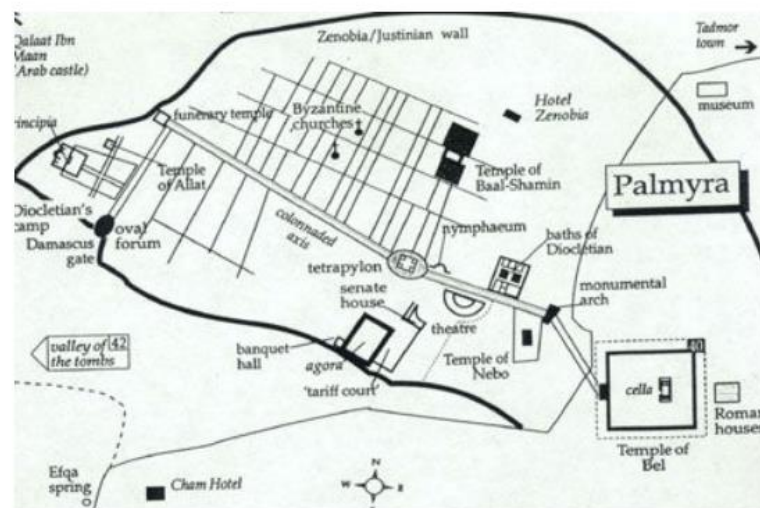 Qalaat Ibn
Maan
(Arab castle)
Zenobia/Justinian wall
Tadmor
town
museum
Hotel
Zenobia
Palmyra
funerary temple
Byzantine
churches
rincipia
Temple
of Allat
Temple of
Baal-Shamin
Diocletian's
camp
Damascus
gate
oval
forum
colonnaded
axis
nymphaeum
baths of
Diocletian
tetrapylon
senate
house
monumental
arch
theatre
valley of
the tombs
42
banquet
hall
agora
'tariff court'
Temple of
Nebo
40
cella
Roman
houses
Temple of
Bel
Efqa
spring
Cham Hotel
N
W
E
S